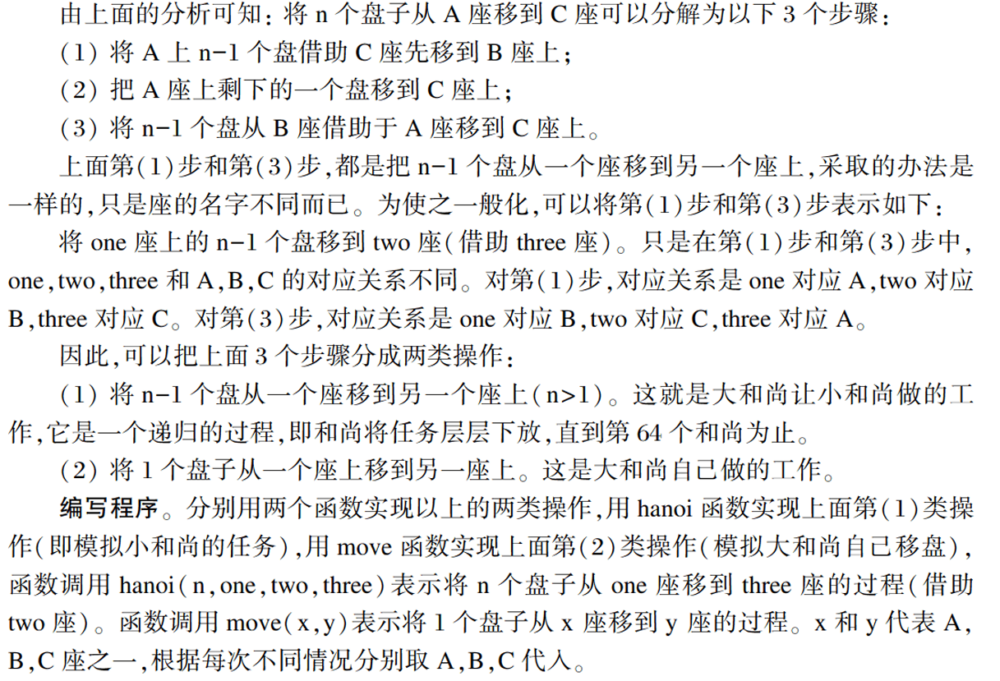 由上面的分析可知：将 n 个盘子从 A 座移到 C 座可以分解为以下 3 个步骤：
(1) 将 A 上 n-1 个盘借助 C 座先移到 B 座上；
(2) 把 A 座上剩下的一个盘移到 C 座上；
(3) 将 n-1 个盘从 B 座借助于 A 座移到 C 座上。
上面第(1)步和第(3)步,都是把 n-1 个盘从一个座移到另一个座上,采取的办法是
一样的,只是座的名字不同而已。为使之一般化,可以将第(1)步和第(3)步表示如下：
将 one 座上的 n-1 个盘移到 two 座(借助 three 座)。只是在第(1)步和第(3)步中,
one,two,three 和 A,B,C 的对应关系不同。对第(1)步,对应关系是 one 对应 A,two 对应
B,three 对应 C。对第(3)步,对应关系是 one 对应 B,two 对应 C,three 对应 A。
因此,可以把上面 3 个步骤分成两类操作：
(1) 将 n-1 个盘从一个座移到另一个座上(n>1)。这就是大和尚让小和尚做的工
作,它是一个递归的过程,即和尚将任务层层下放,直到第 64 个和尚为止。
(2) 将 1 个盘子从一个座上移到另一座上。这是大和尚自己做的工作。
编写程序。分别用两个函数实现以上的两类操作,用 hanoi 函数实现上面第(1)类操
作(即模拟小和尚的任务),用 move 函数实现上面第(2)类操作(模拟大和尚自己移盘),
函数调用 hanoi(n,one,two,three)表示将 n 个盘子从 one 座移到 three 座的过程(借助
two 座)。函数调用 move(x,y)表示将 1 个盘子从 x 座移到 y 座的过程。x 和 y 代表 A,
B,C 座之一,根据每次不同情况分别取 A,B,C 代入。